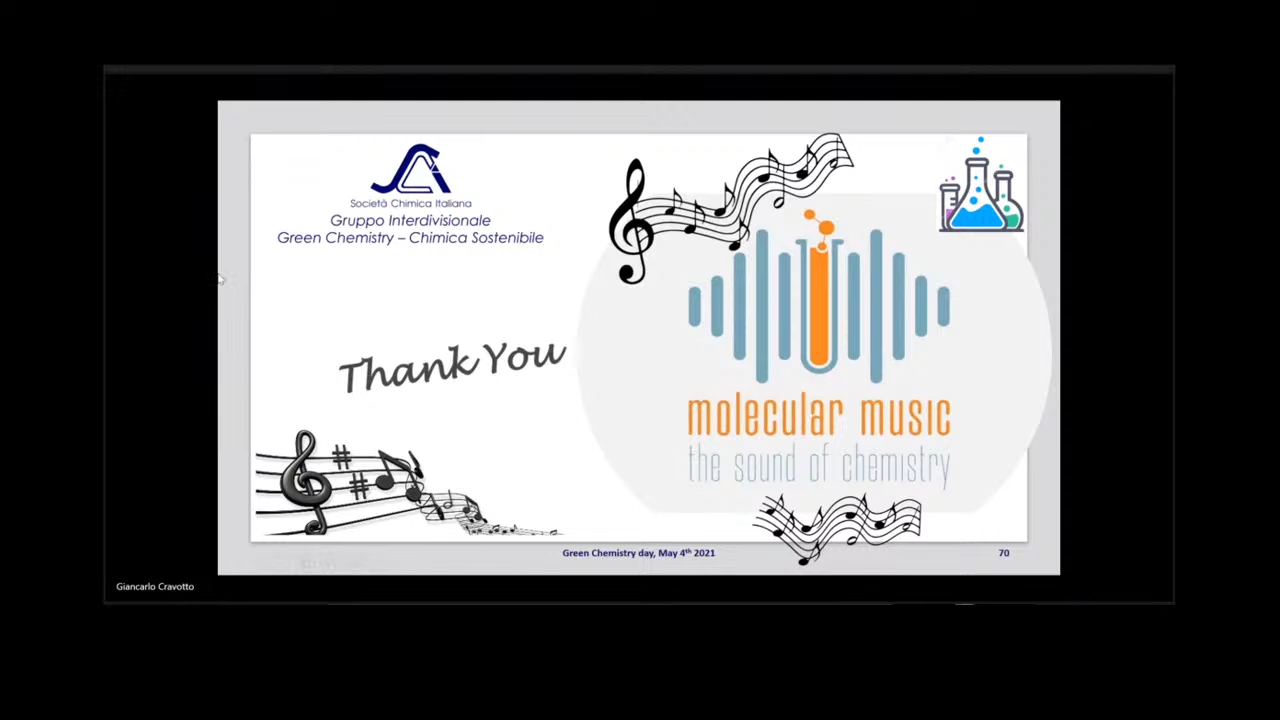 Società Chimica Italiana
Gruppo Interdivisionale
Green Chemistry – Chimica Sostenibile
Thank You
molecular music
the sound of chemistry
Green Chemistry day, May 4th 2021
70
Giancarlo Cravotto